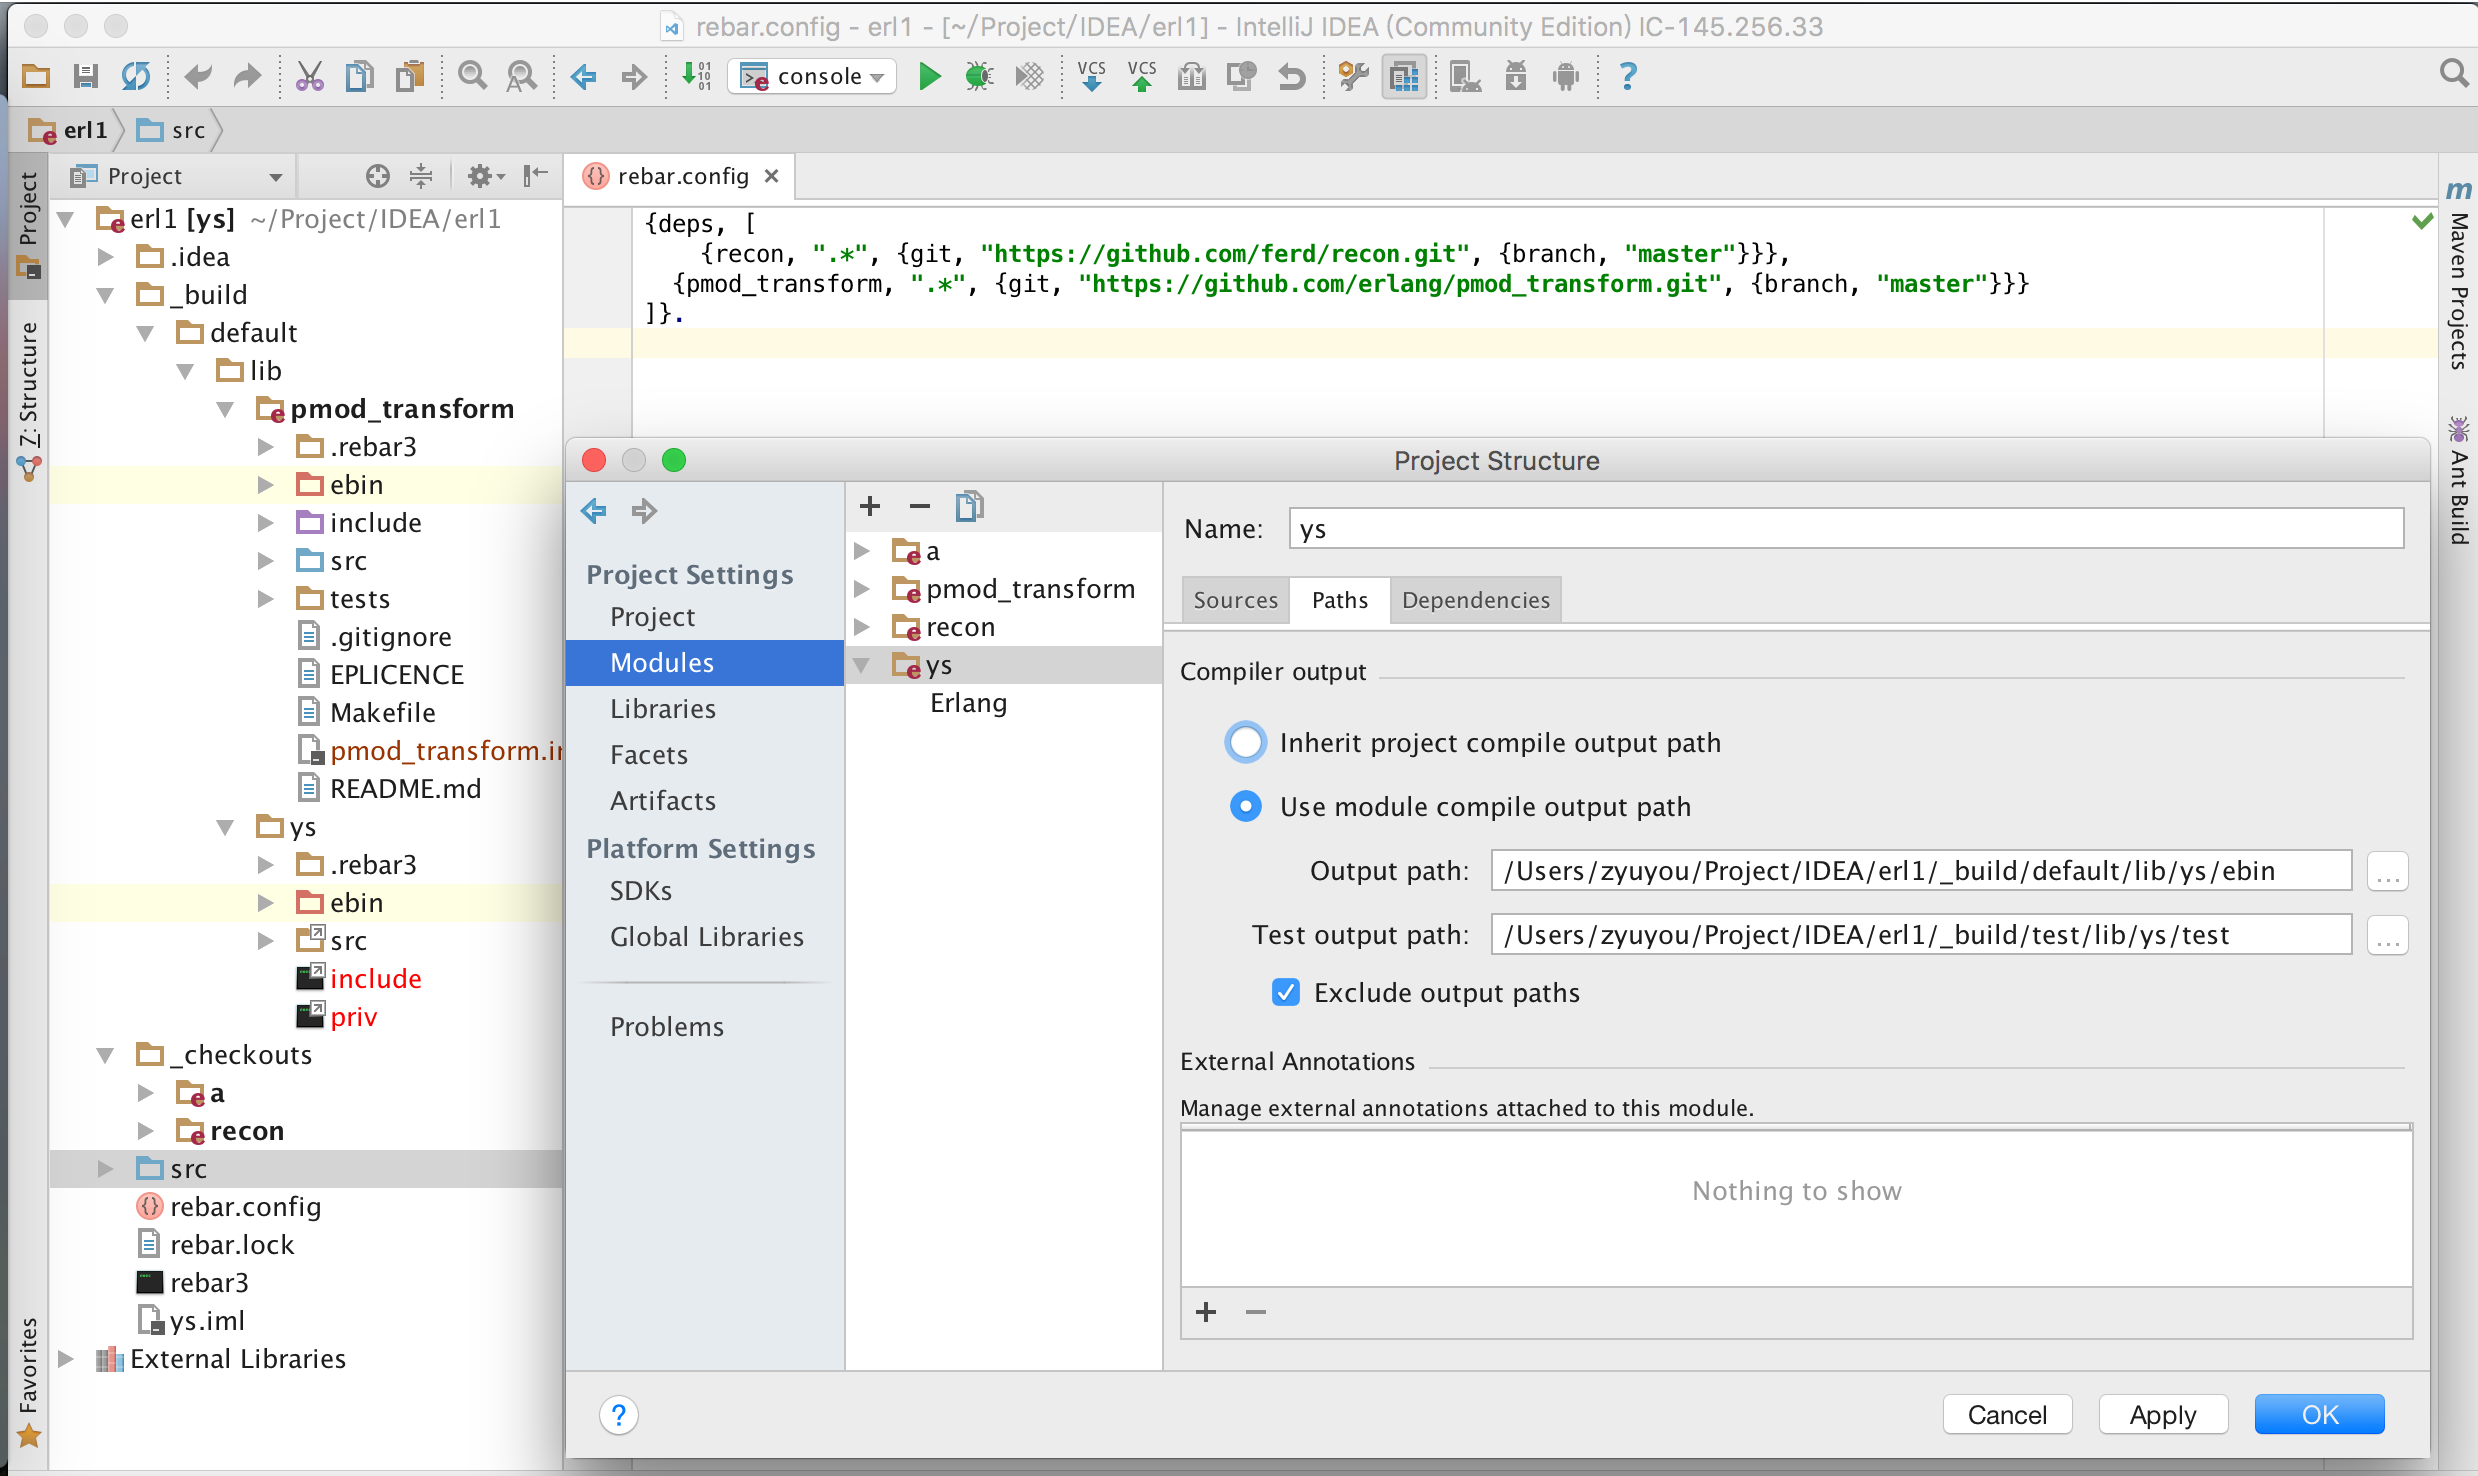 rebar.config - erl1 - [~/Project/IDEA/erl1] - IntelliJ IDEA (Community Edition) IC-145.256.33
console
VCS
VCS
erl1
src
Project
rebar.config
Project
Z: Structure
Favorites
Maven Projects
Ant Build
erl1 [ys] ~/Project/IDEA/erl1
.idea
_build
default
lib
pmod_transform
.rebar3
ebin
include
src
tests
.gitignore
EPLICENCE
Makefile
pmod_transform.i
README.md
ys
.rebar3
ebin
src
include
priv
_checkouts
a
recon
src
rebar.config
rebar.lock
rebar3
ys.iml
External Libraries
{deps, [
{recon, ".*", {git, "https://github.com/ferd/recon.git", {branch, "master"}}},
{pmod_transform, ".*", {git, "https://github.com/erlang/pmod_transform.git", {branch, "master"}}}
]}.
Project Structure
Project Settings
Project
Modules
Libraries
Facets
Artifacts
Platform Settings
SDKs
Global Libraries
Problems
a
pmod_transform
recon
ys
Erlang
Name: ys
Sources Paths Dependencies
Compiler output
Inherit project compile output path
Use module compile output path
Output path: /Users/zyuyou/Project/IDEA/erl1/_build/default/lib/ys/ebin ...
Test output path: /Users/zyuyou/Project/IDEA/erl1/_build/test/lib/ys/test ...
Exclude output paths
External Annotations
Manage external annotations attached to this module.
Nothing to show
Cancel Apply OK